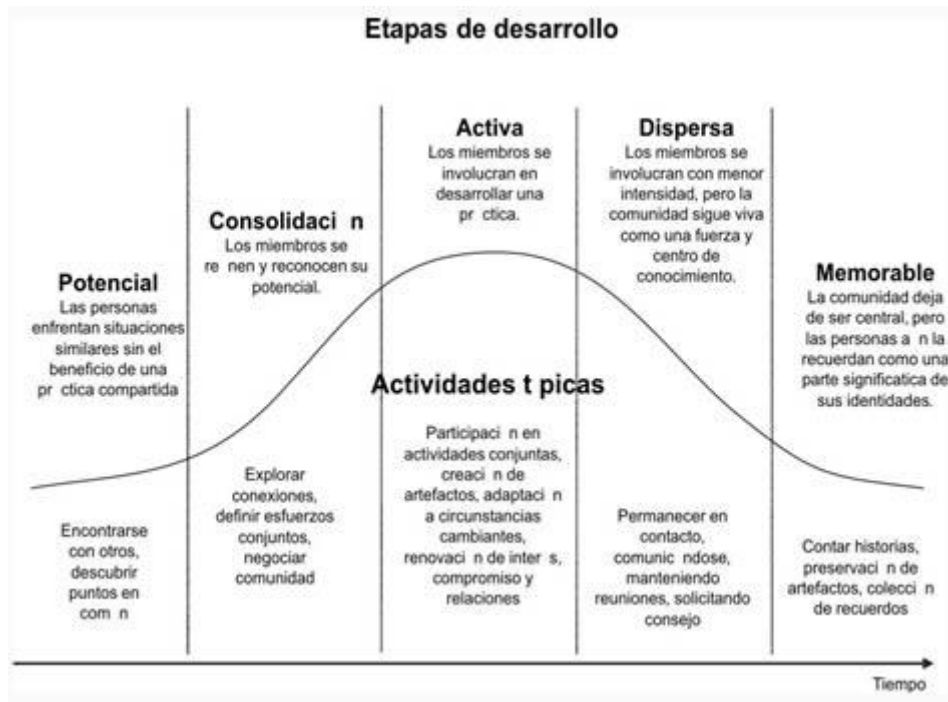 Etapas de desarrollo
Potencial
Las personas
enfrentan situaciones
similares sin el
beneficio de una
pr ctica compartida
Consolidaci n
Los miembros se
re nen y reconocen su
potencial.
Activa
Los miembros se
involucran en
desarrollar una
pr ctica.
Dispersa
Los miembros se
involucran con menor
intensidad, pero la
comunidad sigue viva
como una fuerza y
centro de
conocimiento.
Memorable
La comunidad deja
de ser central, pero
las personas a n la
recuerdan como una
parte significatica de
sus identidades.
Actividades t picas
Encontrarse
con otros,
descubrir
puntos en
com n
Explorar
conexiones,
definir esfuerzos
conjuntos,
negociar
comunidad
Participaci n en
actividades conjuntas,
creaci n de
artefactos, adaptaci n
a circunstancias
cambiantes,
renovaci n de inter s,
compromiso y
relaciones
Permanecer en
contacto,
comunic ndose,
manteniendo
reuniones, solicitando
consejo
Contar historias,
preservaci n de
artefactos, colecci n
de recuerdos
Tiempo